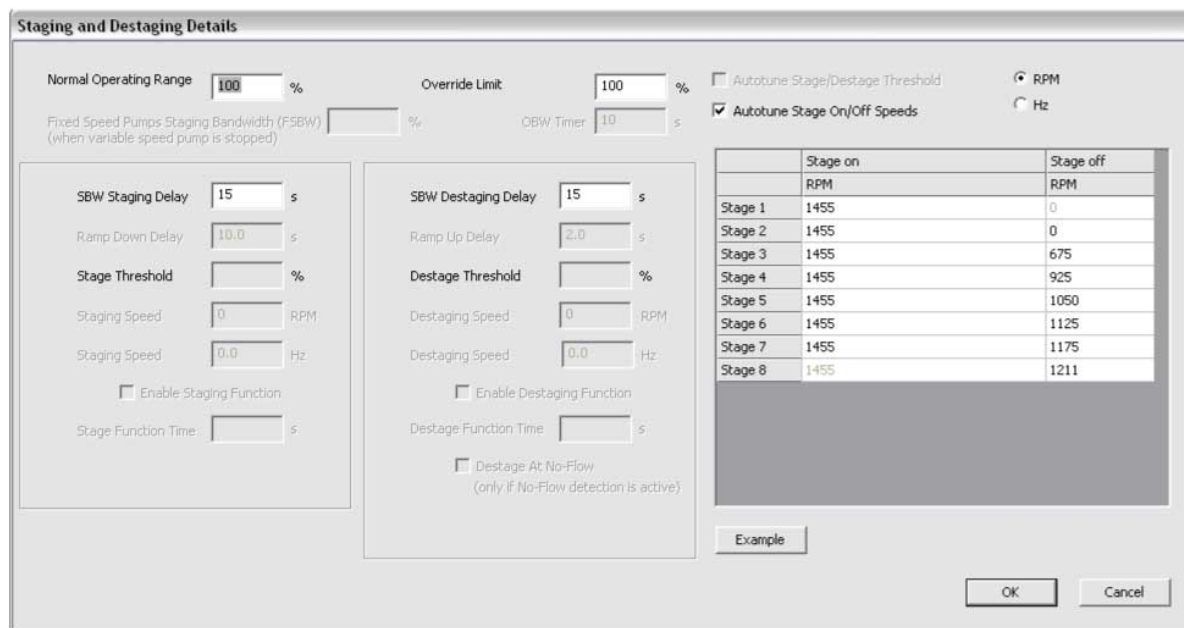 Staging and Destaging Details
Normal Operating Range 100 %
Override Limit 100 %
Autotune Stage/Destage Threshold
RPM
Fixed Speed Pumps Staging Bandwidth (FSBW) %
(when variable speed pump is stopped)
OBW Timer 10 s
Autotune Stage On/Off Speeds
Hz
SBW Staging Delay 15 s
Ramp Down Delay 10.0 s
Stage Threshold %
Staging Speed 0 RPM
Staging Speed 0.0 Hz
Enable Staging Function
Stage Function Time s
SBW Destaging Delay 15 s
Ramp Up Delay 2.0 s
Destage Threshold %
Destaging Speed 0 RPM
Destaging Speed 0.0 Hz
Enable Destaging Function
Destage Function Time s
Destage At No-Flow
(only if No-Flow detection is active)
Stage on Stage off
RPM RPM
Stage 1 1455 0
Stage 2 1455 0
Stage 3 1455 675
Stage 4 1455 925
Stage 5 1455 1050
Stage 6 1455 1125
Stage 7 1455 1175
Stage 8 1455 1211
Example
OK Cancel